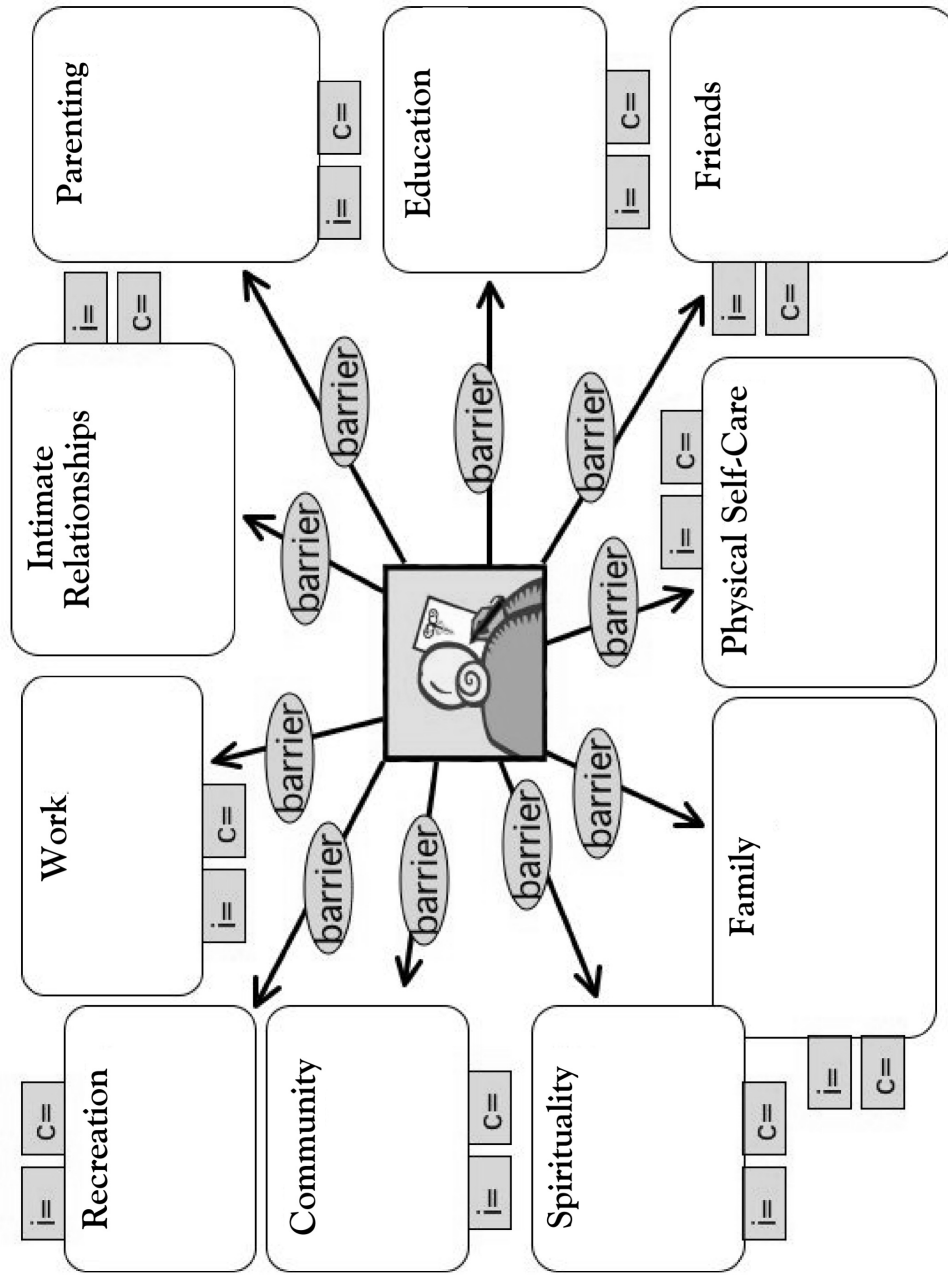 i= c=
Recreation
Work
i= c=
Intimate
Relationships
i=
c=
Parenting
i= c=
barrier
barrier
barrier
barrier
Community
i= c=
barrier
barrier
Education
i= c=
Spirituality
i= c=
barrier
barrier
barrier
barrier
Family
i=
c=
i= c=
Physical Self-Care
Friends
i=
c=